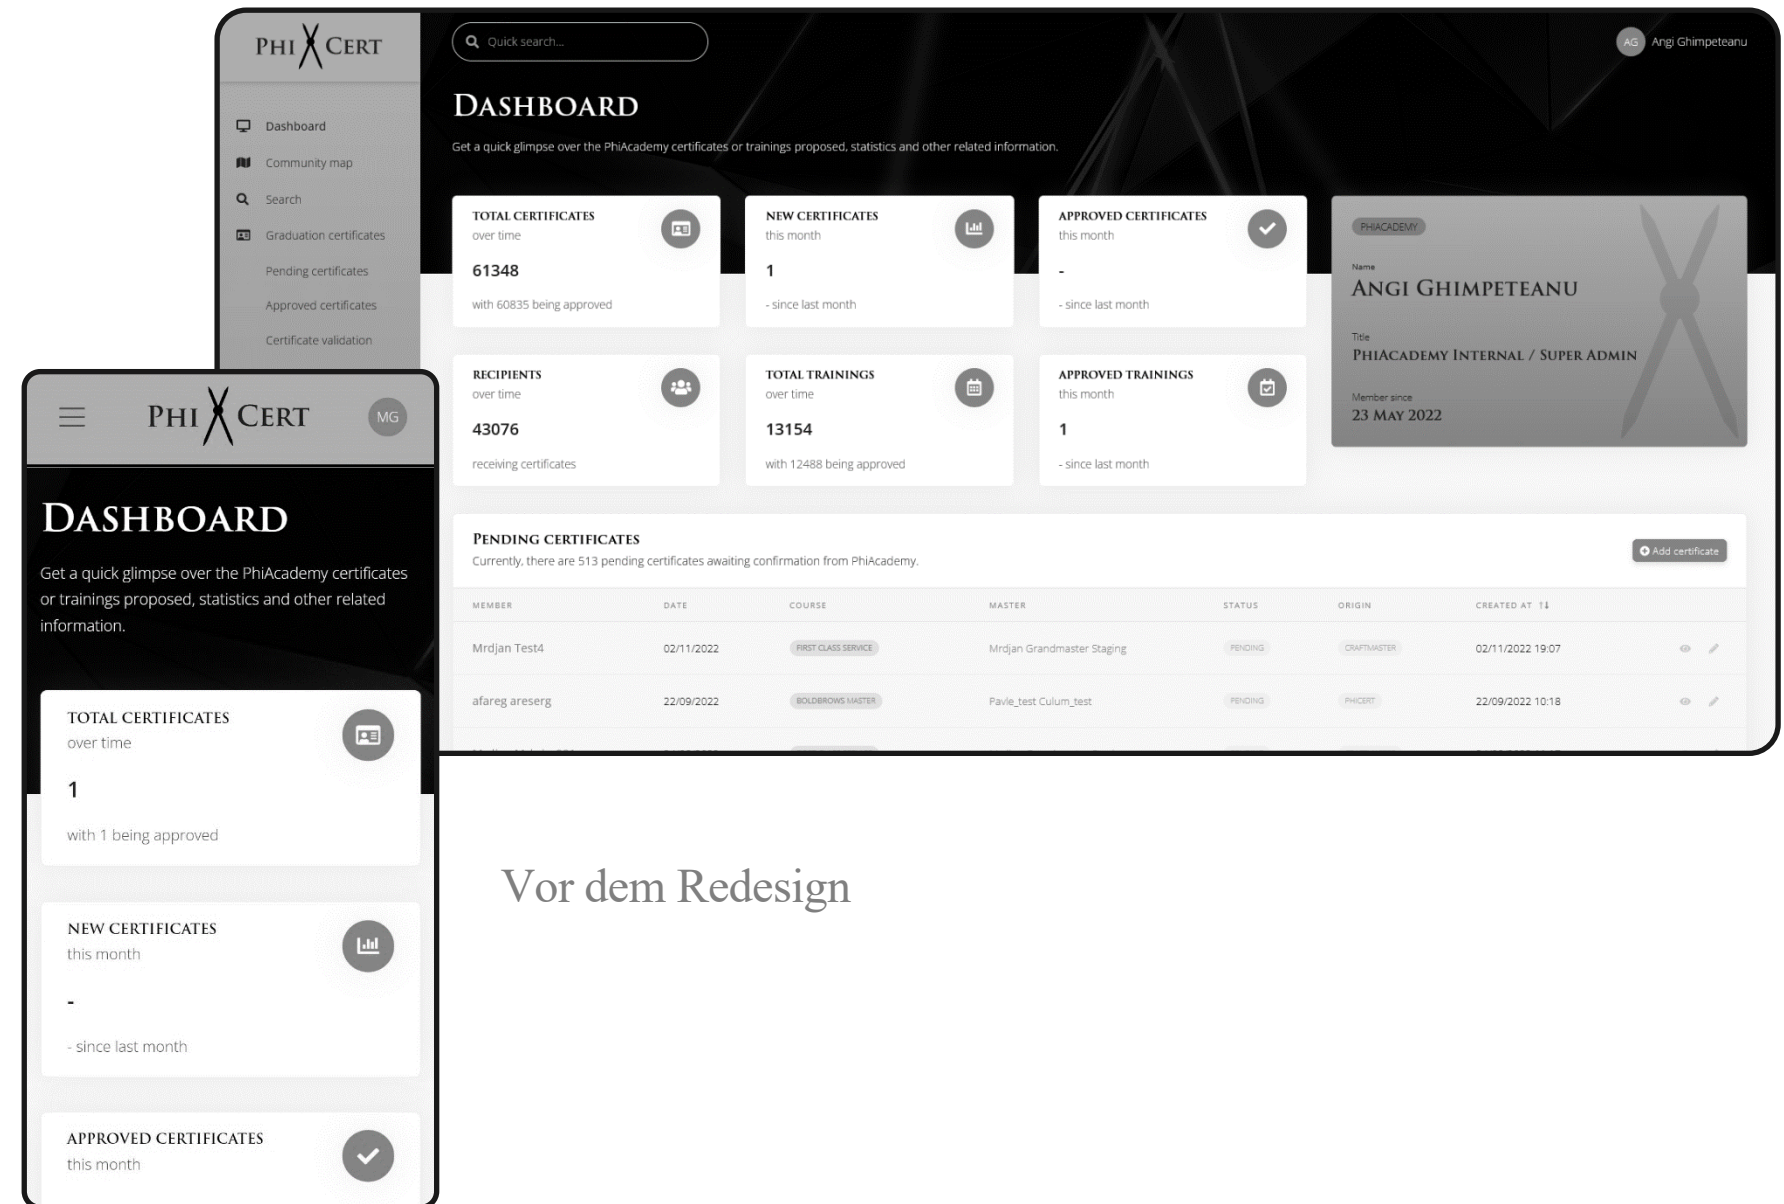 PHI CERT
Quick search...
AG Angi Ghimpeteanu
Dashboard
Community map
Search
Graduation certificates
Pending certificates
Approved certificates
Certificate validation
DASHBOARD
Get a quick glimpse over the PhiAcademy certificates or trainings proposed, statistics and other related information.
TOTAL CERTIFICATES
over time
61348
with 60835 being approved
NEW CERTIFICATES
this month
1
- since last month
APPROVED CERTIFICATES
this month
-
- since last month
PHIACADEMY
Name
ANGI GHIMPETEANU
Title
PHIACADEMY INTERNAL / SUPER ADMIN
Member since
23 MAY 2022
RECIPIENTS
over time
43076
receiving certificates
TOTAL TRAININGS
over time
13154
with 12488 being approved
APPROVED TRAININGS
this month
1
- since last month
PENDING CERTIFICATES
Currently, there are 513 pending certificates awaiting confirmation from PhiAcademy.
Add certificate
MEMBER DATE COURSE MASTER STATUS ORIGIN CREATED AT
Mrdjan Test4 02/11/2022 FIRST CLASS SERVICE Mrdjan Grandmaster Staging PENDING CRAFTMASTER 02/11/2022 19:07
afareg areserg 22/09/2022 BOLDBROWS MASTER Pavle_test Culum_test PENDING PHICERT 22/09/2022 10:18
PHI CERT
MG
DASHBOARD
Get a quick glimpse over the PhiAcademy certificates
or trainings proposed, statistics and other related
information.
TOTAL CERTIFICATES
over time
1
with 1 being approved
NEW CERTIFICATES
this month
-
- since last month
APPROVED CERTIFICATES
this month
Vor dem Redesign